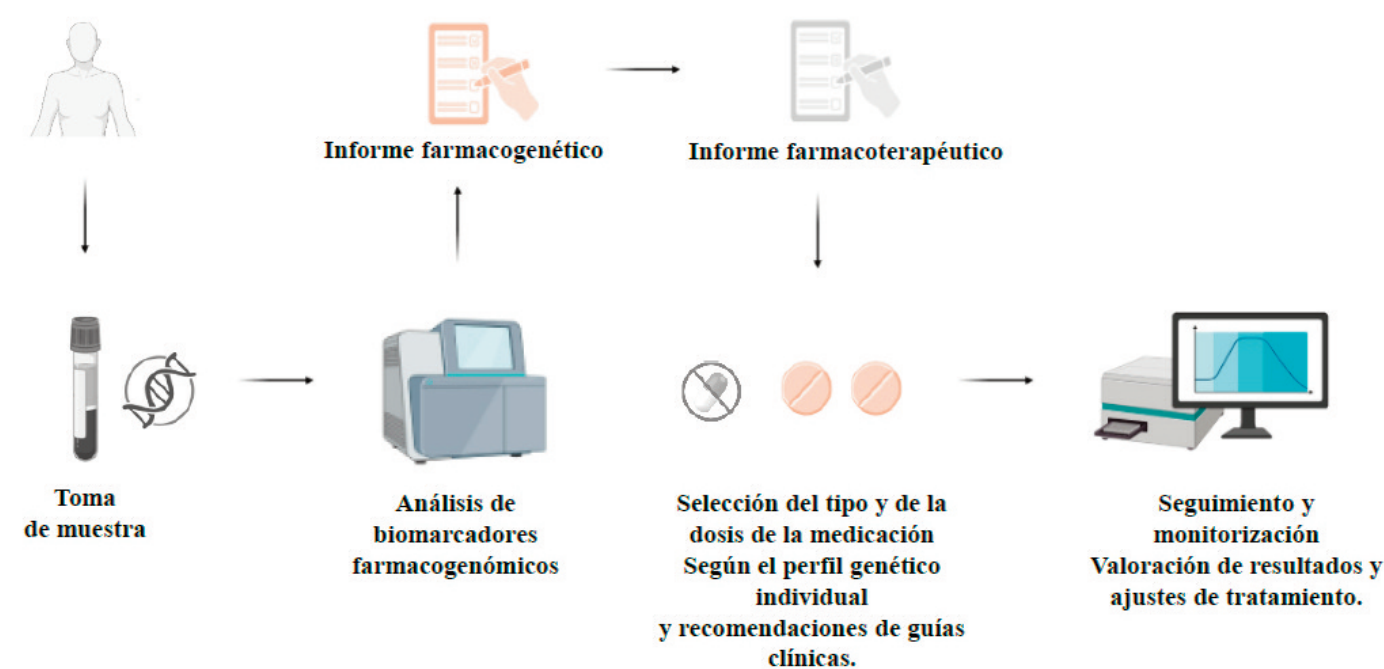 Informe farmacogenético
Informe farmacoterapéutico
Toma
de muestra
Análisis de
biomarcadores
farmacogenómicos
Selección del tipo y de la
dosis de la medicación
Según el perfil genético
individual
y recomendaciones de guías
clínicas.
Seguimiento y
monitorización
Valoración de resultados y
ajustes de tratamiento.